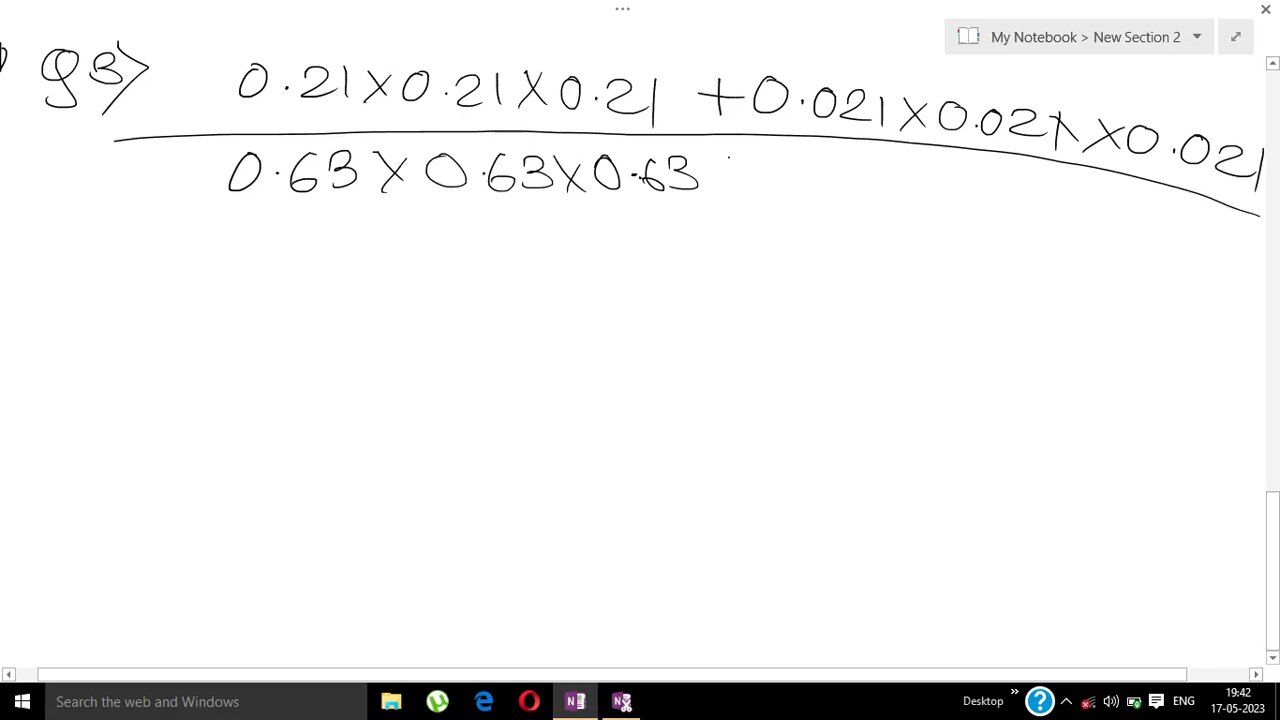 ...
My Notebook > New Section 2
93>
0.21×0.21×0.21 +0.021×0.021××0.021
0.63×0.63×0.63
Search the web and Windows
Desktop
ENG
19:42
17-05-2023